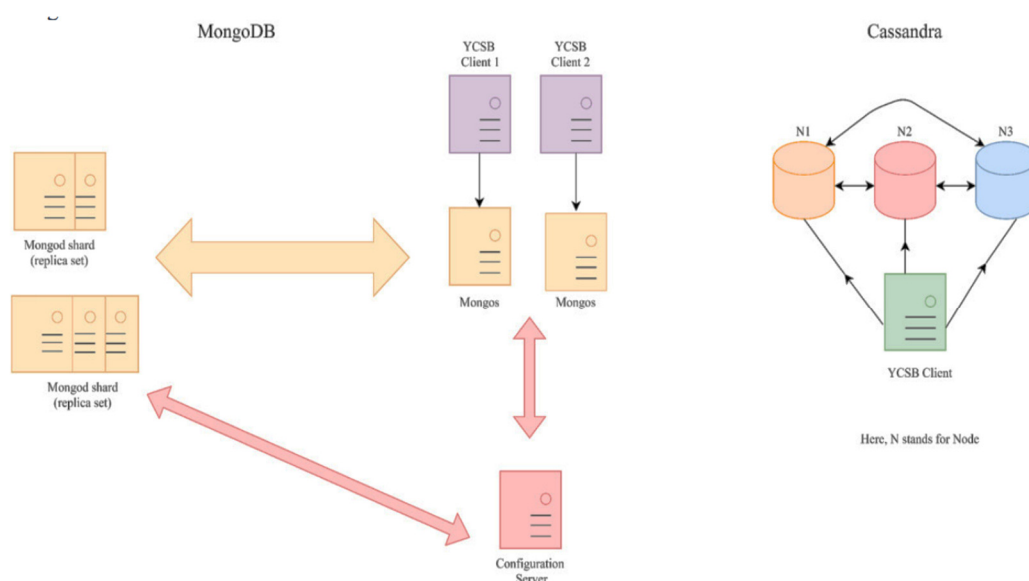 MongoDB
YCSB
Client 1
YCSB
Client 2
Mongod shard
(replica set)
Mongos
Mongos
Mongod shard
(replica set)
Configuration
Server
Cassandra
N1
N2
N3
YCSB Client
Here, N stands for Node